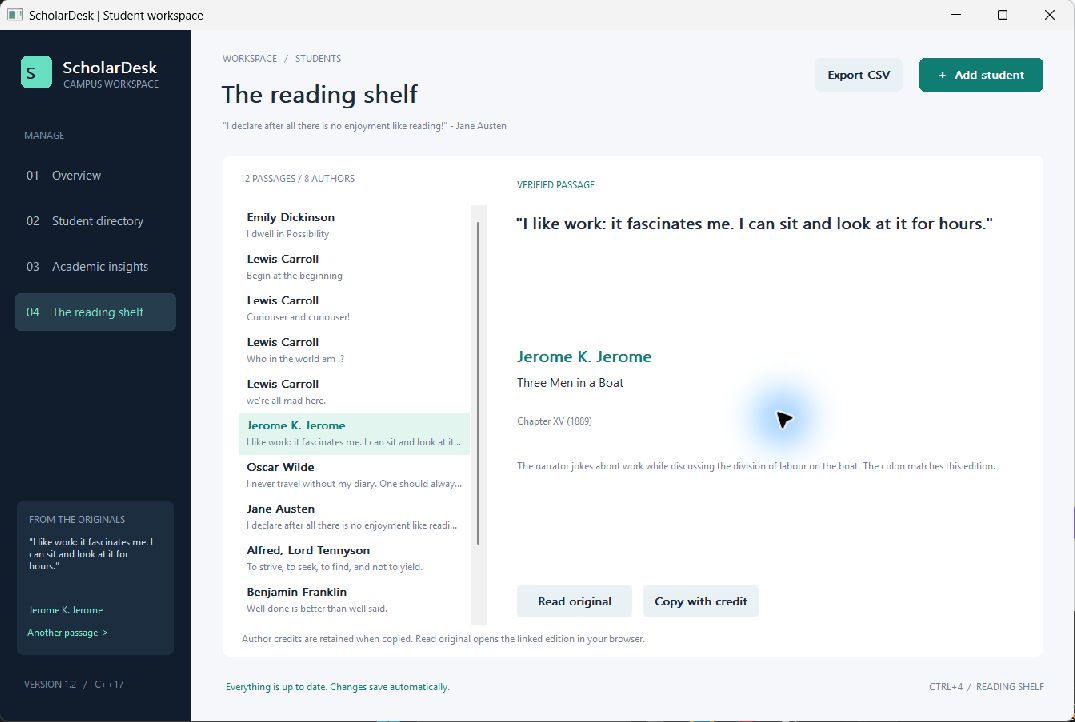 ScholarDesk | Student workspace
S
ScholarDesk
CAMPUS WORKSPACE
MANAGE
01 Overview
02 Student directory
03 Academic insights
04 The reading shelf
FROM THE ORIGINALS
"I like work: it fascinates me. I
can sit and look at it for
hours."
Jerome K. Jerome
Another passage >
VERSION 1.2 / C++17
WORKSPACE / STUDENTS
The reading shelf
"I declare after all there is no enjoyment like reading!" - Jane Austen
Export CSV
+ Add student
2 PASSAGES / 8 AUTHORS
Emily Dickinson
I dwell in Possibility
Lewis Carroll
Begin at the beginning
Lewis Carroll
Curiouser and curiouser!
Lewis Carroll
Who in the world am I?
Lewis Carroll
we're all mad here.
Jerome K. Jerome
I like work: it fascinates me. I can sit and look at it...
Oscar Wilde
I never travel without my diary. One should alway...
Jane Austen
I declare after all there is no enjoyment like readi...
Alfred, Lord Tennyson
To strive, to seek, to find, and not to yield.
Benjamin Franklin
Well done is better than well said.
VERIFIED PASSAGE
"I like work: it fascinates me. I can sit and look at it for hours."
Jerome K. Jerome
Three Men in a Boat
Chapter XV (1889)
The narrator jokes about work while discussing the division of labour on the boat. The colon matches this edition.
Read original
Copy with credit
Author credits are retained when copied. Read original opens the linked edition in your browser.
Everything is up to date. Changes save automatically.
CTRL+4 / READING SHELF